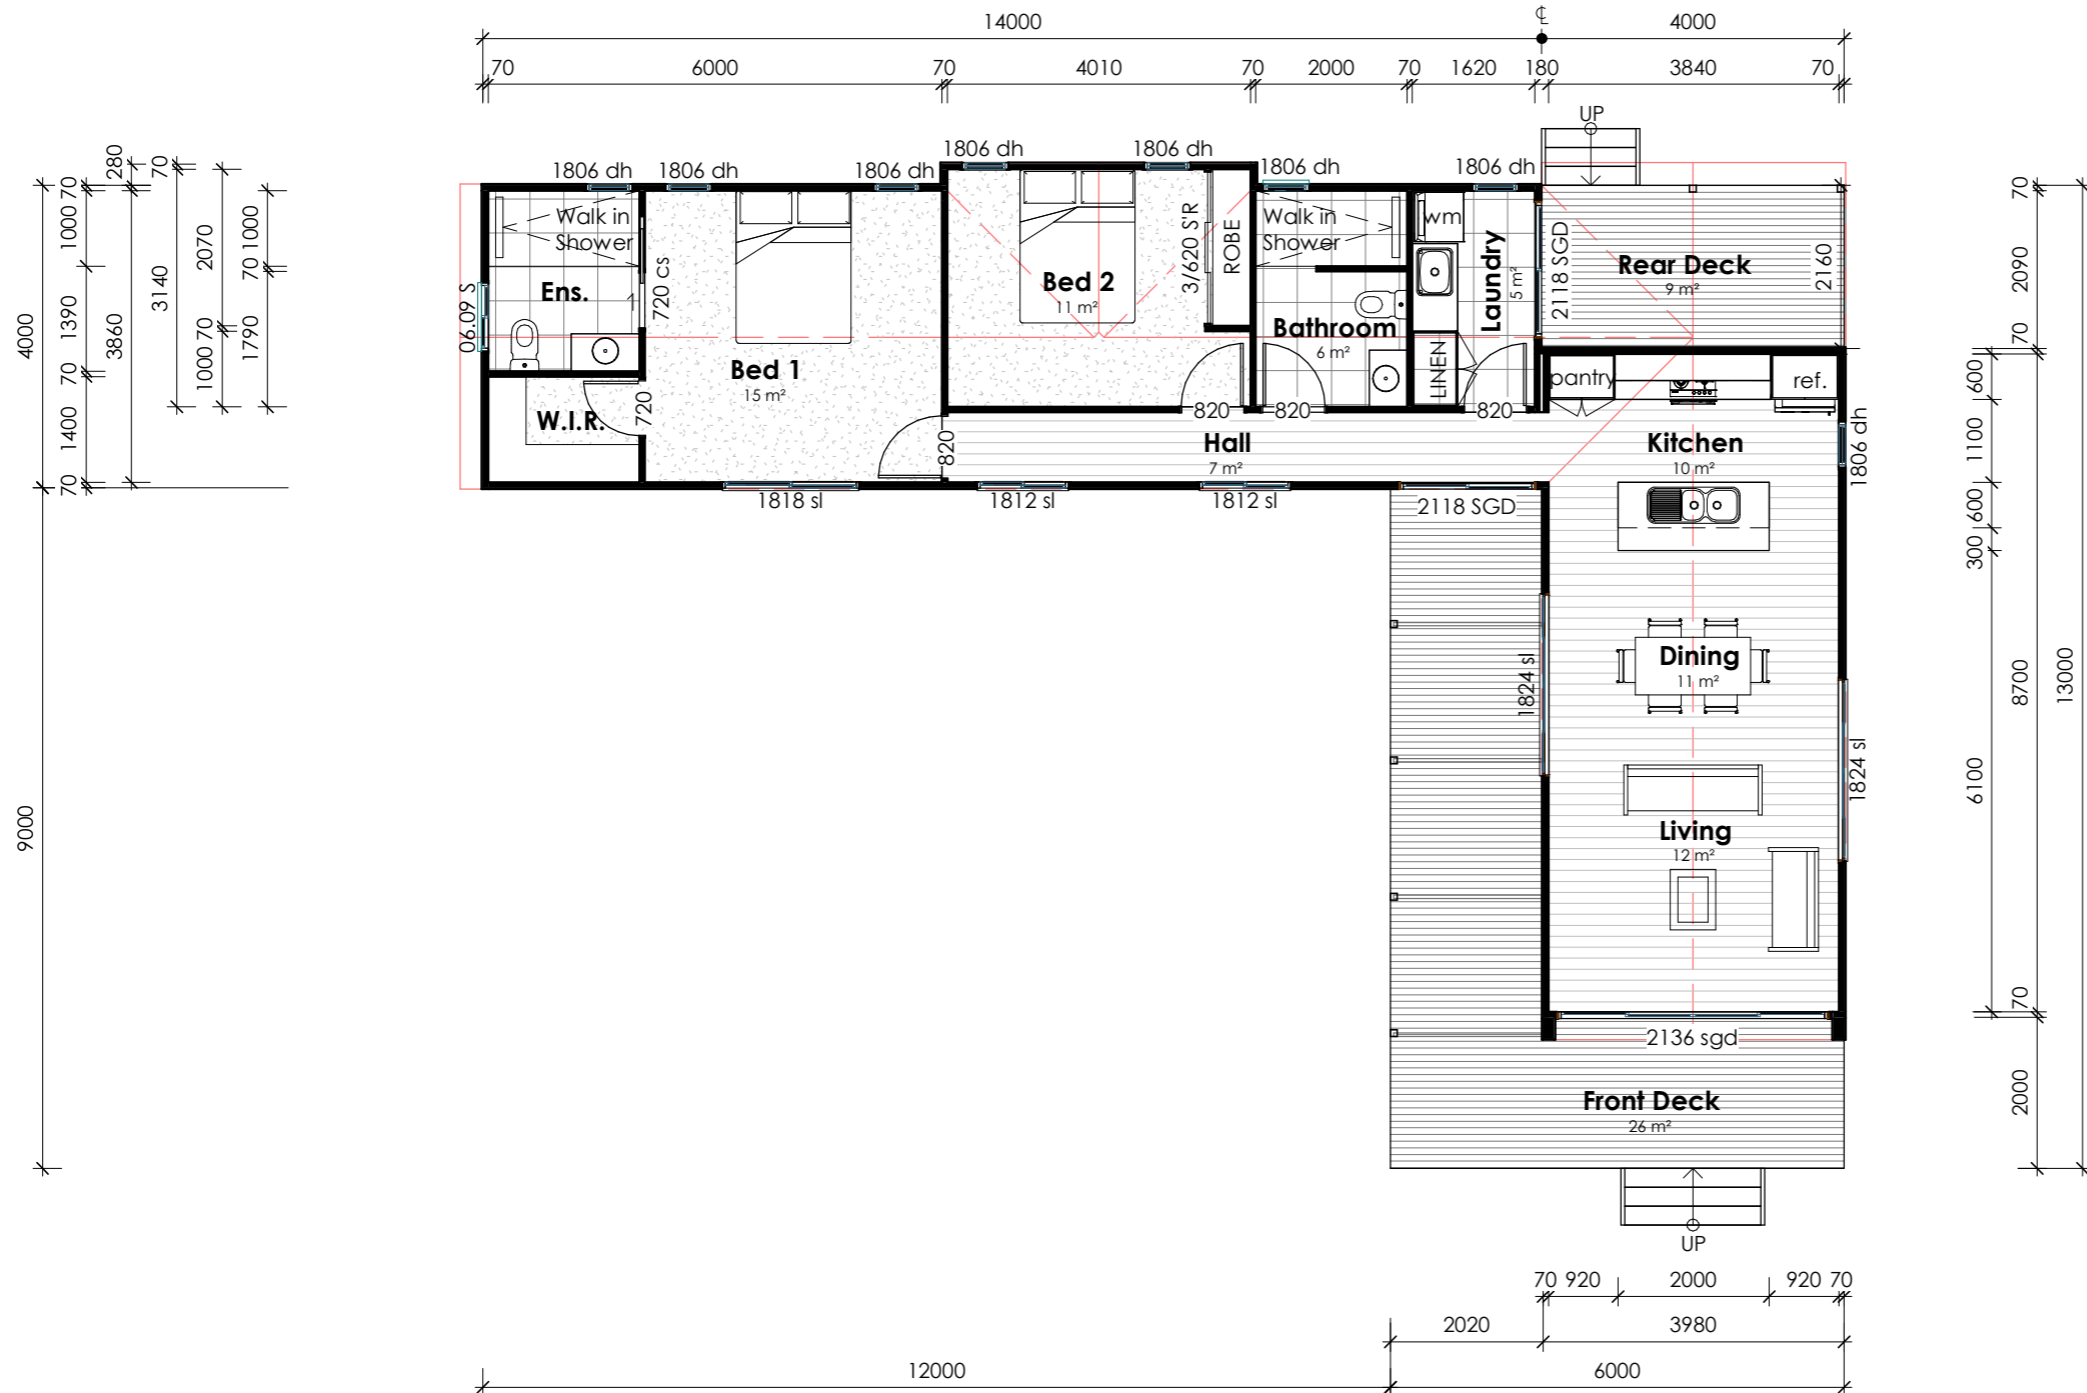 14000
℄
4000
70
6000
70
4010
70
2000
70
1620
180
3840
70
UP
1806 dh
1806 dh
1806 dh
1806 dh
1806 dh
1806 dh
1806 dh
280
70
70
1000
1390
70
1400
70
4000
3860
3140
2070
70
1000
1000
70
1790
9000
Walk in
Shower
Ens.
06.09 S
720 cs
W.I.R.
720
Bed 1
15 m²
820
1818 sl
Bed 2
11 m²
3/620 S'R
ROBE
820
Walk in
Shower
Bathroom
6 m²
820
wm
Laundry
5 m²
LINEN
820
2118 SGD
Rear Deck
9 m²
2160
Hall
7 m²
1812 sl
1812 sl
2118 SGD
pantry
ref.
Kitchen
10 m²
1806 dh
Dining
11 m²
1824 sl
1824 sl
Living
12 m²
2136 sgd
Front Deck
26 m²
UP
600
1100
600
300
6100
70
2090
70
8700
70
2000
13000
70
920
2000
920
70
2020
3980
12000
6000